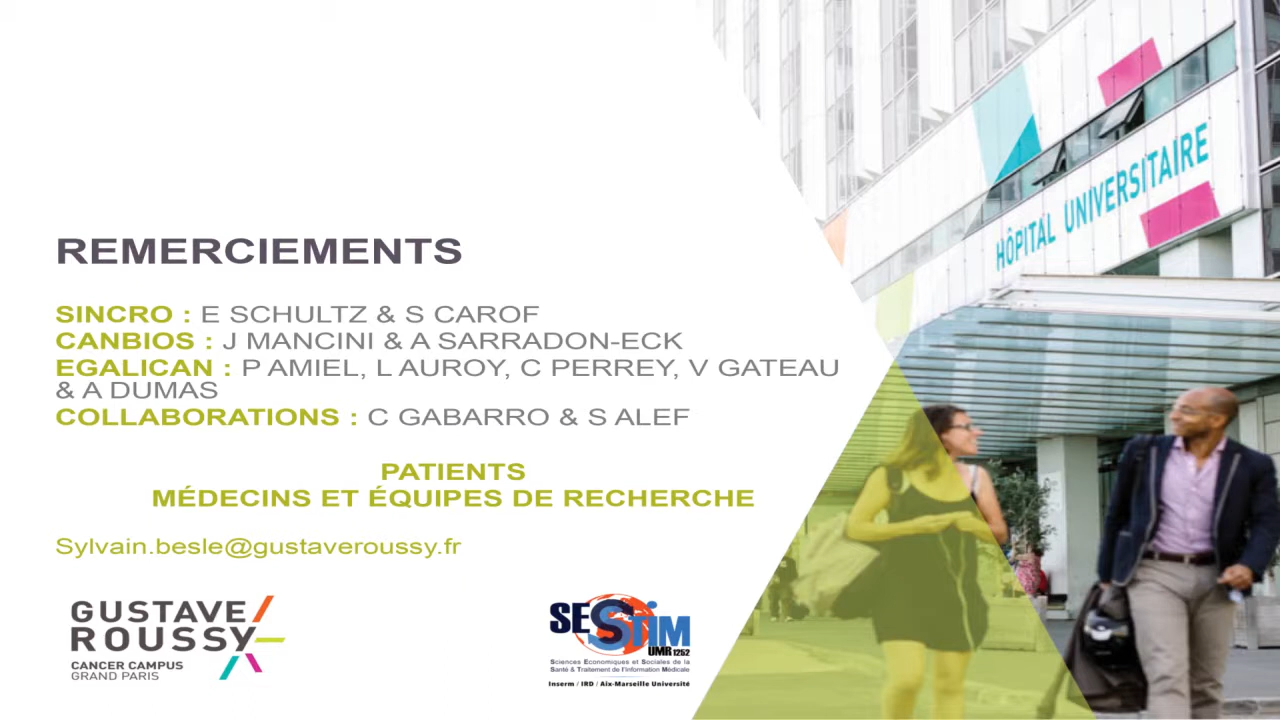 REMERCIEMENTS
SINCRO : E SCHULTZ & S CAROF
CANBIOS : J MANCINI & A SARRADON-ECK
EGALICAN : P AMIEL, L AUROY, C PERREY, V GATEAU
& A DUMAS
COLLABORATIONS : C GABARRO & S ALEF
PATIENTS
MÉDECINS ET ÉQUIPES DE RECHERCHE
Sylvain.besle@gustaveroussy.fr
GUSTAVE
ROUSSY
CANCER CAMPUS
GRAND PARIS
SESSTIM
UMR 1252
Sciences Economiques et Sociales de la
Santé & Traitement de l'Information Médicale
Inserm / IRD / Aix-Marseille Université
HÔPITAL UNIVERSITAIRE